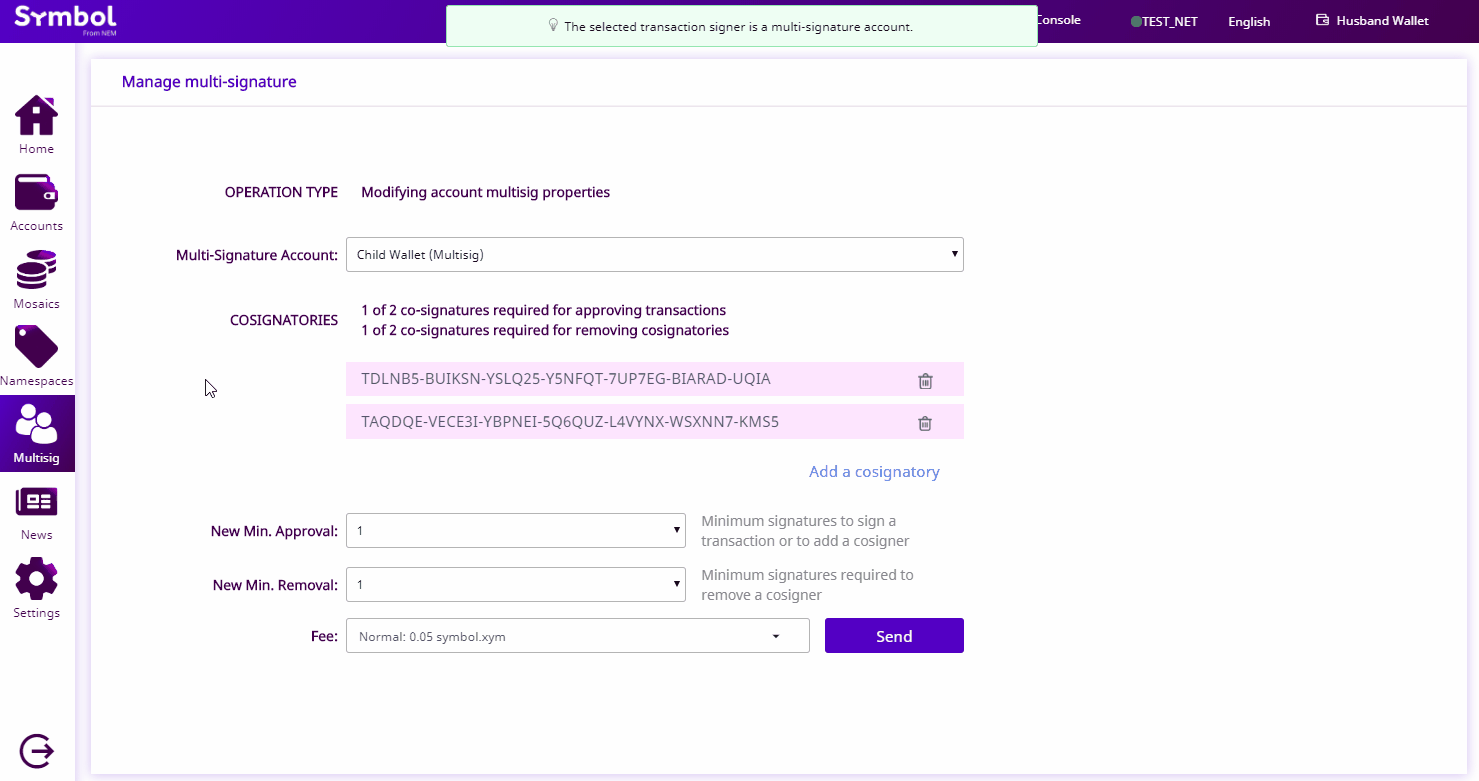 Symbol
From NEM
The selected transaction signer is a multi-signature account.
Console
TEST_NET
English
Husband Wallet
Manage multi-signature
Home
Accounts
Mosaics
Namespaces
Multisig
News
Settings
OPERATION TYPE Modifying account multisig properties
Multi-Signature Account: Child Wallet (Multisig)
COSIGNATORIES
1 of 2 co-signatures required for approving transactions
1 of 2 co-signatures required for removing cosignatories
TDLNB5-BUIKSN-YSLQ25-Y5NFQT-7UP7EG-BIARAD-UQIA
TAQDQE-VECE3I-YBPNEI-5Q6QUZ-L4VYNX-WSXNN7-KMS5
Add a cosignatory
New Min. Approval: 1
Minimum signatures to sign a
transaction or to add a cosigner
New Min. Removal: 1
Minimum signatures required to
remove a cosigner
Fee: Normal: 0.05 symbol.xym
Send